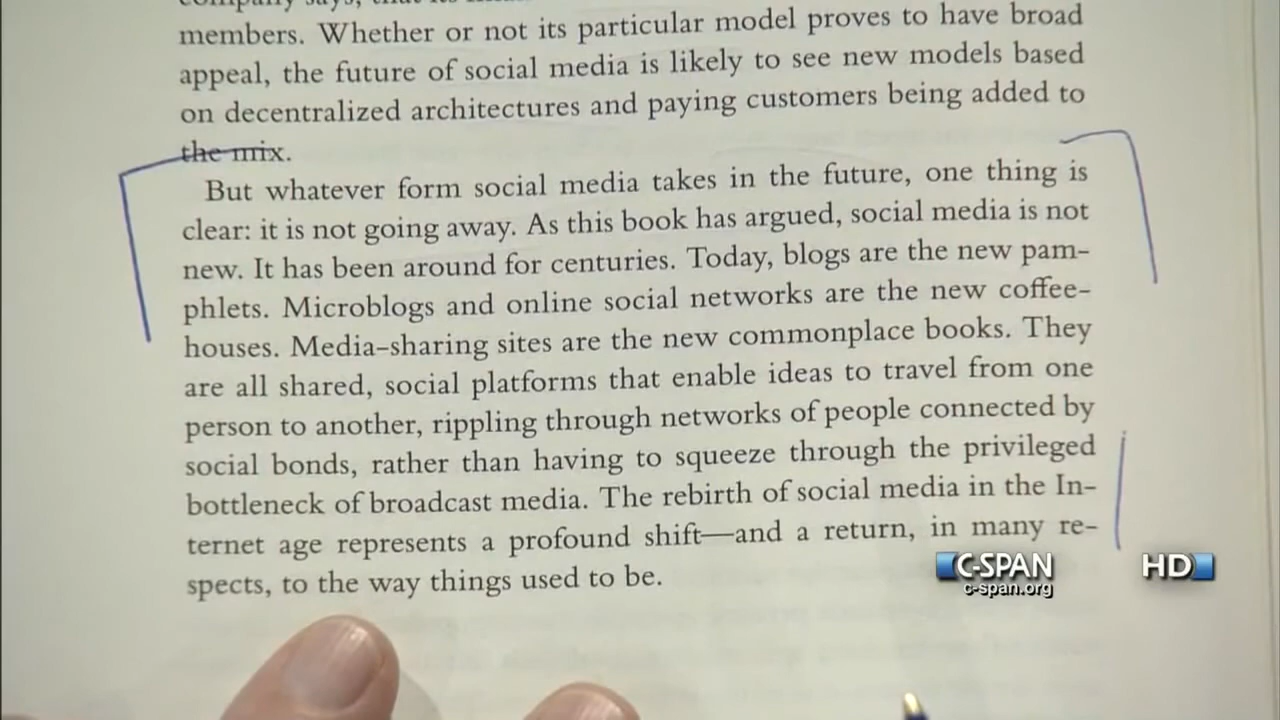 company says, that its
members. Whether or not its particular model proves to have broad
appeal, the future of social media is likely to see new models based
on decentralized architectures and paying customers being added to
the mix.
But whatever form social media takes in the future, one thing is
clear: it is not going away. As this book has argued, social media is not
new. It has been around for centuries. Today, blogs are the new pam-
phlets. Microblogs and online social networks are the new coffee-
houses. Media-sharing sites are the new commonplace books. They
are all shared, social platforms that enable ideas to travel from one
person to another, rippling through networks of people connected by
social bonds, rather than having to squeeze through the privileged
bottleneck of broadcast media. The rebirth of social media in the In-
ternet age represents a profound shift—and a return, in many re-
spects, to the way things used to be.
C-SPAN
c-span.org
HD